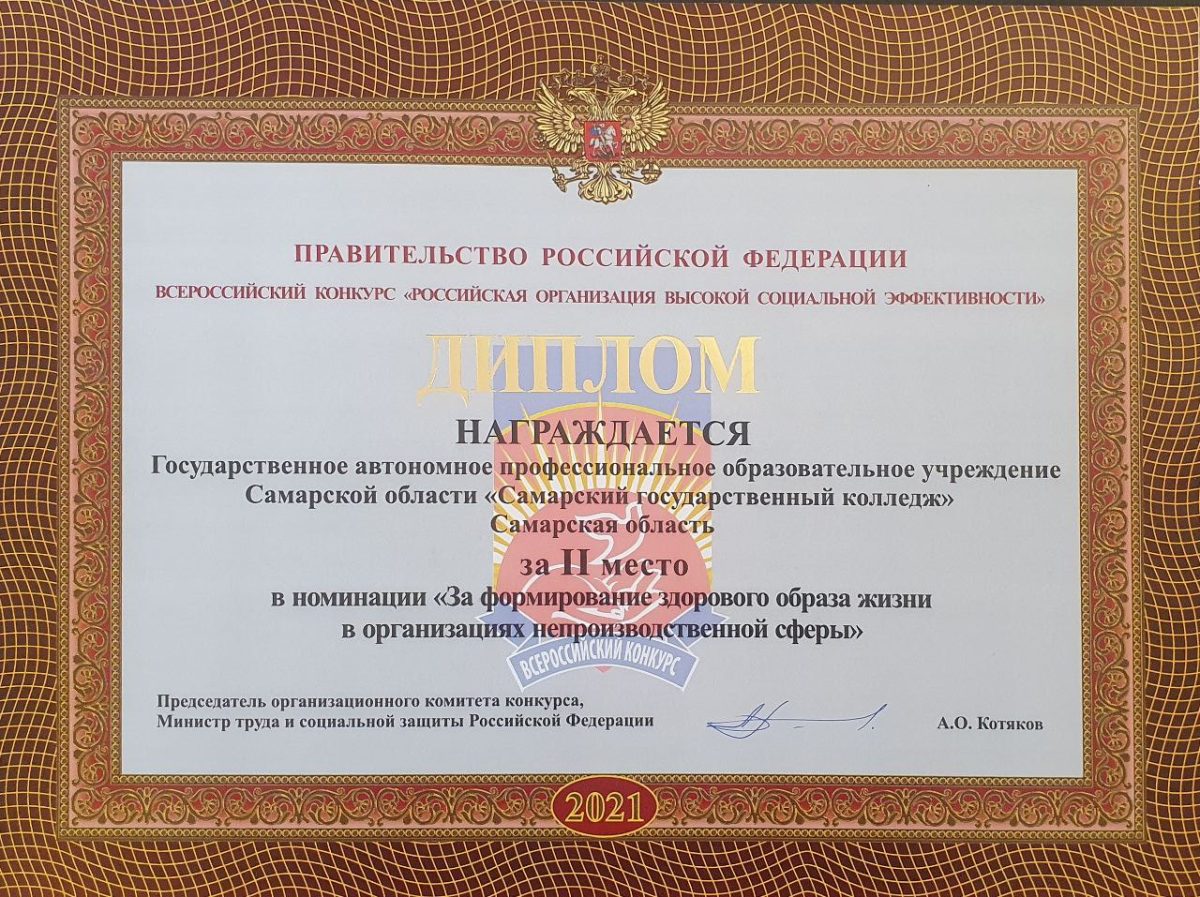 ПРАВИТЕЛЬСТВО РОССИЙСКОЙ ФЕДЕРАЦИИ
ВСЕРОССИЙСКИЙ КОНКУРС «РОССИЙСКАЯ ОРГАНИЗАЦИЯ ВЫСОКОЙ СОЦИАЛЬНОЙ ЭФФЕКТИВНОСТИ»
ДИПЛОМ
НАГРАЖДАЕТСЯ
Государственное автономное профессиональное образовательное учреждение
Самарской области «Самарский государственный колледж»
Самарская область
за II место
в номинации «За формирование здорового образа жизни
в организациях непроизводственной сферы»
ВСЕРОССИЙСКИЙ КОНКУРС
Председатель организационного комитета конкурса,
Министр труда и социальной защиты Российской Федерации
А.О. Котяков
2021